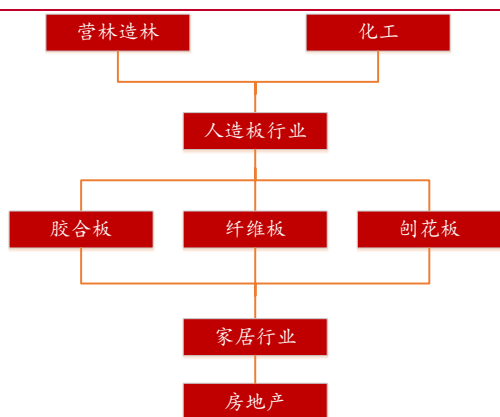 营林造林
化工
人造板行业
胶合板
纤维板
刨花板
家居行业
房地产